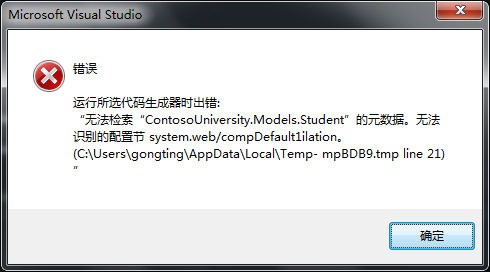 Microsoft Visual Studio
错误
运行所选代码生成器时出错:
“无法检索“ContosoUniversity.Models.Student”的元数据。无法
识别的配置节 system.web/compDefault1ilation。
(C:\Users\gongting\AppData\Local\Temp- mpBDB9.tmp line 21)
”
确定